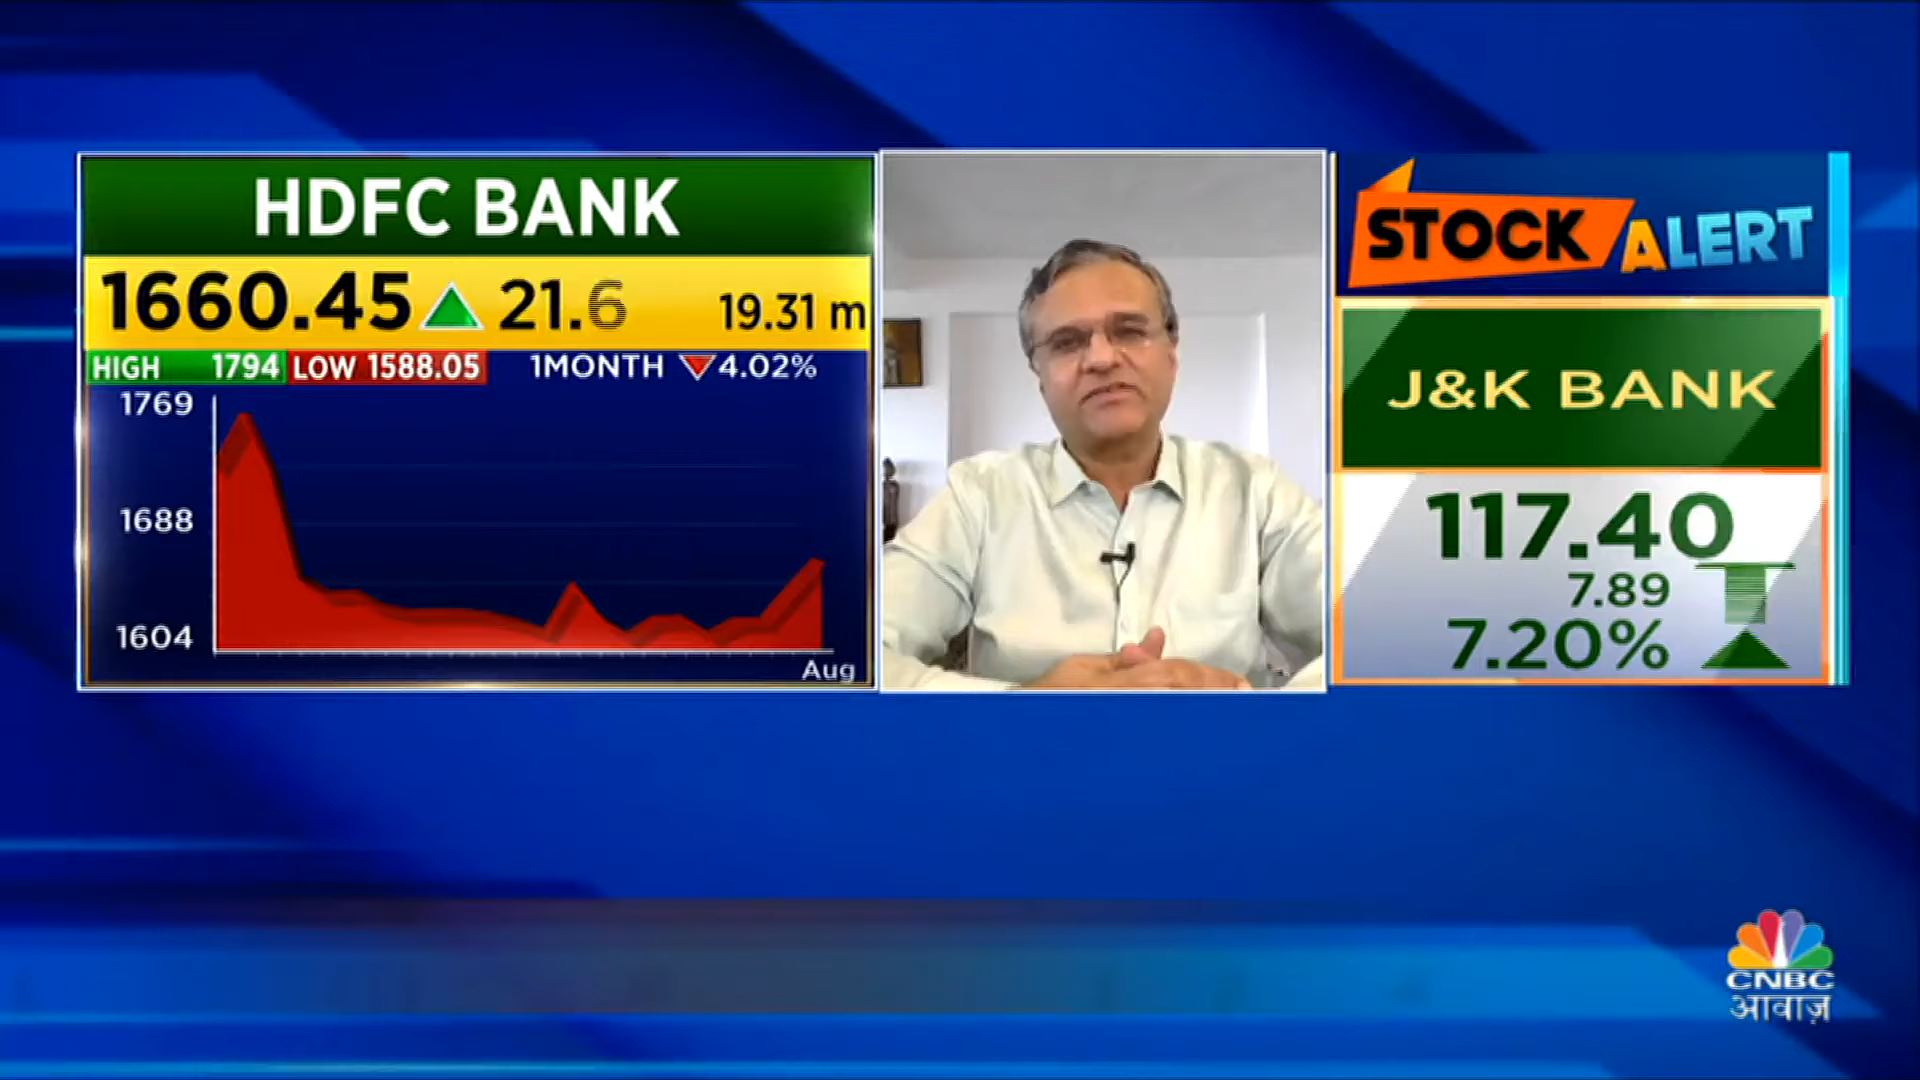 HDFC BANK
1660.45 21.6 19.31 m
HIGH 1794 LOW 1588.05 1MONTH 4.02%
1769
1688
1604
Aug
STOCK ALERT
J&K BANK
117.40
7.89
7.20%
CNBC
आवाज़